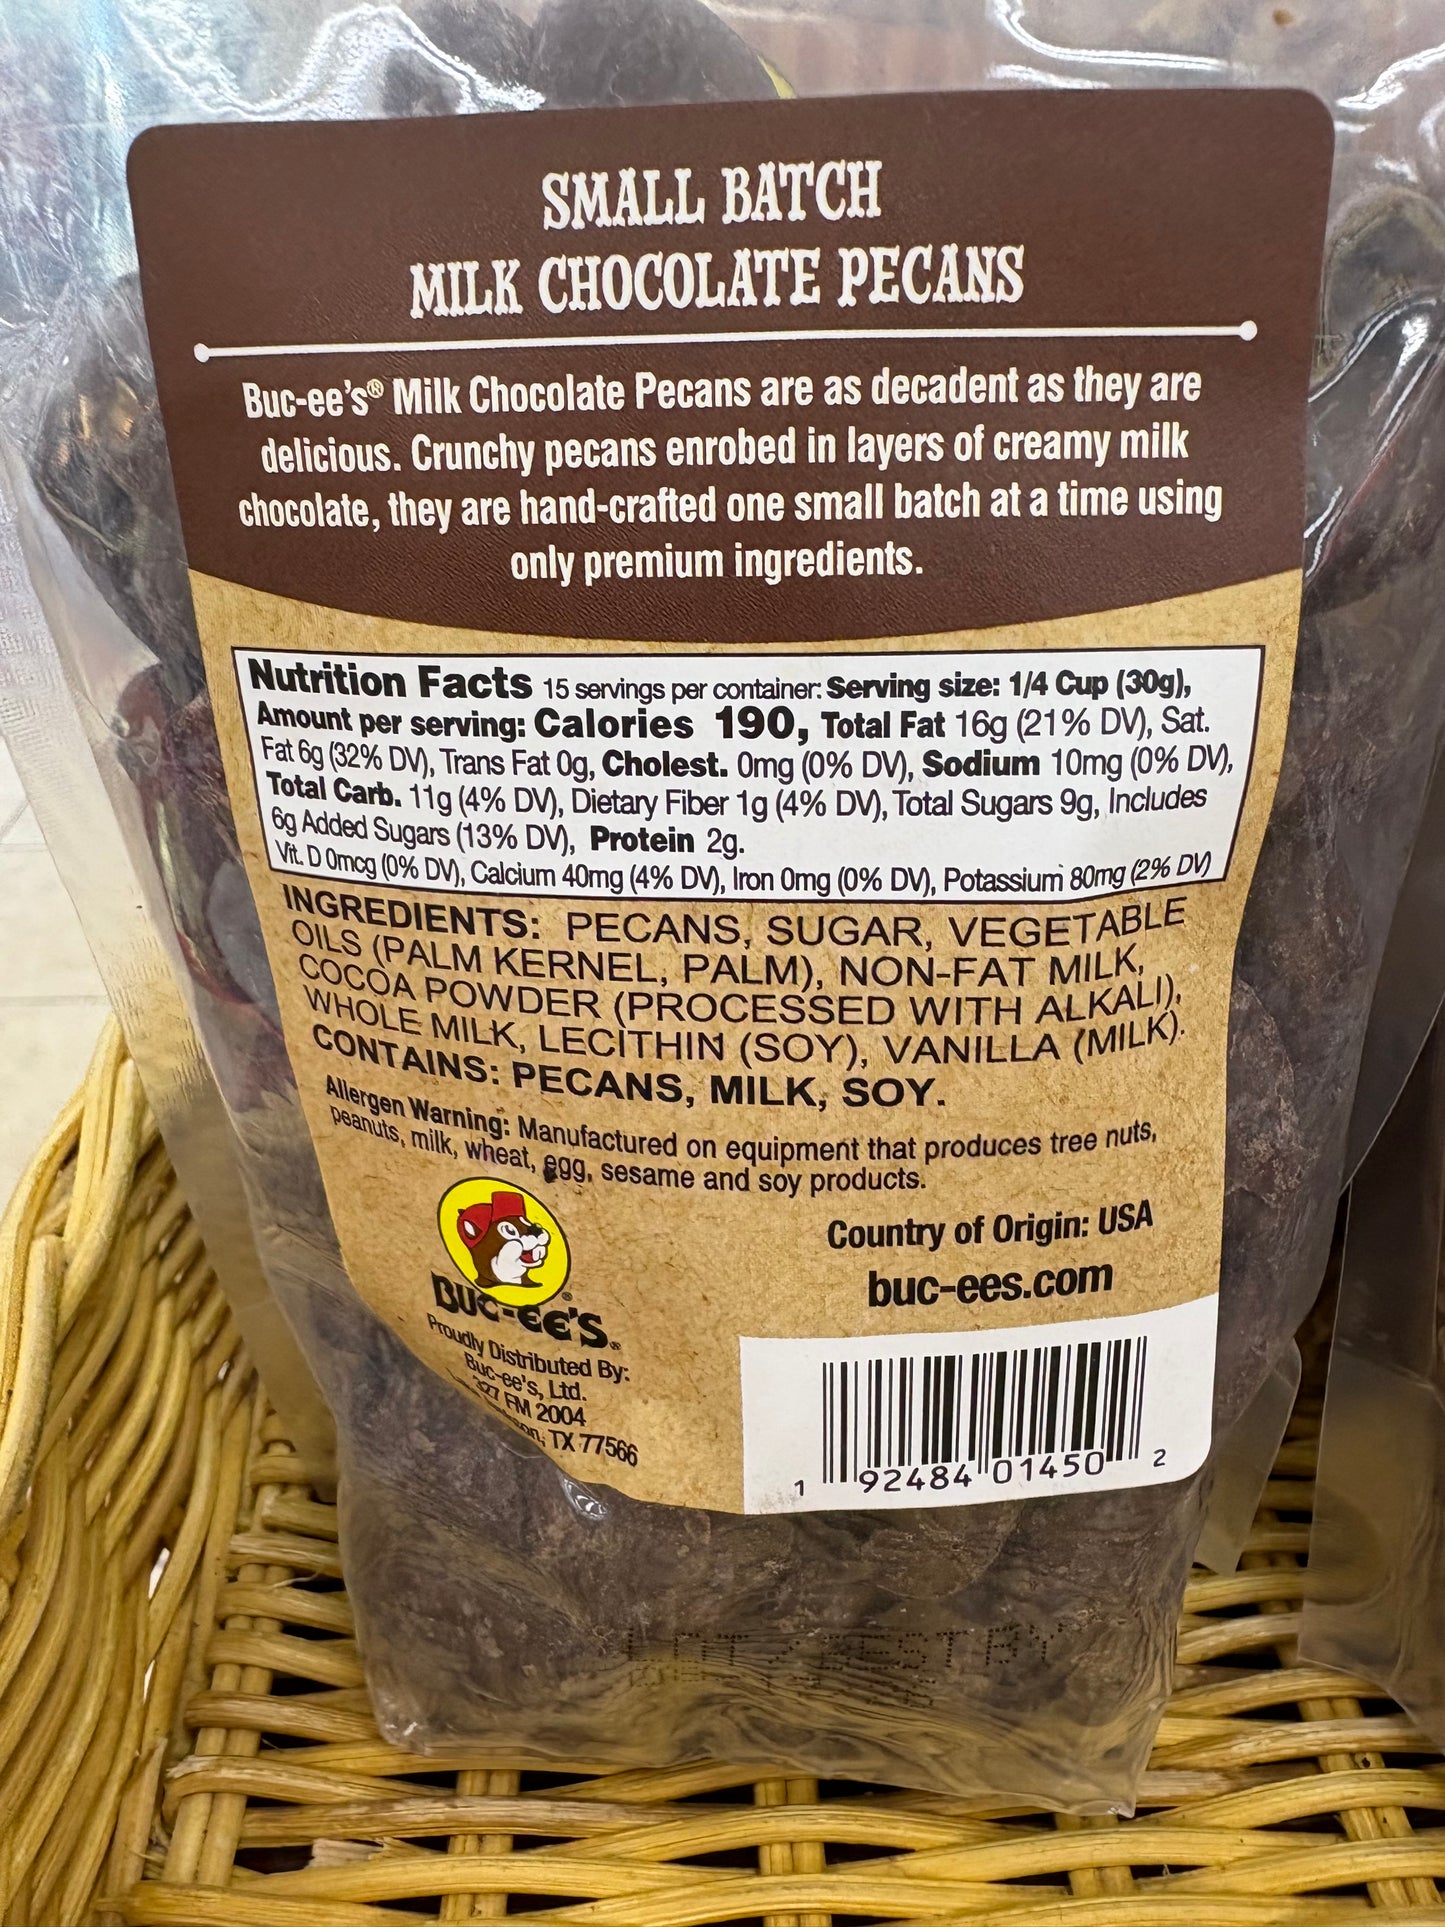 SMALL BATCH
MILK CHOCOLATE PECANS
Buc-ee's® Milk Chocolate Pecans are as decadent as they are
delicious. Crunchy pecans enrobed in layers of creamy milk
chocolate, they are hand-crafted one small batch at a time using
only premium ingredients.
Nutrition Facts 15 servings per container: Serving size: 1/4 Cup (30g),
Amount per serving: Calories 190, Total Fat 16g (21% DV), Sat.
Fat 6g (32% DV), Trans Fat 0g, Cholest. 0mg (0% DV), Sodium 10mg (0% DV),
Total Carb. 11g (4% DV), Dietary Fiber 1g (4% DV), Total Sugars 9g, Includes
6g Added Sugars (13% DV), Protein 2g.
Vit. D 0mcg (0% DV), Calcium 40mg (4% DV), Iron 0mg (0% DV), Potassium 80mg (2% DV)
INGREDIENTS: PECANS, SUGAR, VEGETABLE
OILS (PALM KERNEL, PALM), NON-FAT MILK,
COCOA POWDER (PROCESSED WITH ALKALI),
WHOLE MILK, LECITHIN (SOY), VANILLA (MILK).
CONTAINS: PECANS, MILK, SOY.
Allergen Warning: Manufactured on equipment that produces tree nuts,
peanuts, milk, wheat, egg, sesame and soy products.
BUC-EE'S®
Proudly Distributed By:
Buc-ee's, Ltd.
327 FM 2004
TX 77566
Country of Origin: USA
buc-ees.com
1 92484 01450 2
BEST BY